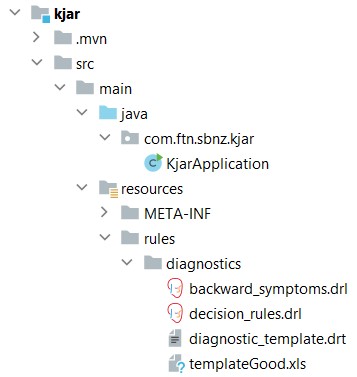 kjar
.mvn
src
main
java
com.ftn.sbnz.kjar
KjarApplication
resources
META-INF
rules
diagnostics
backward_symptoms.drl
decision_rules.drl
diagnostic_template.drt
templateGood.xls